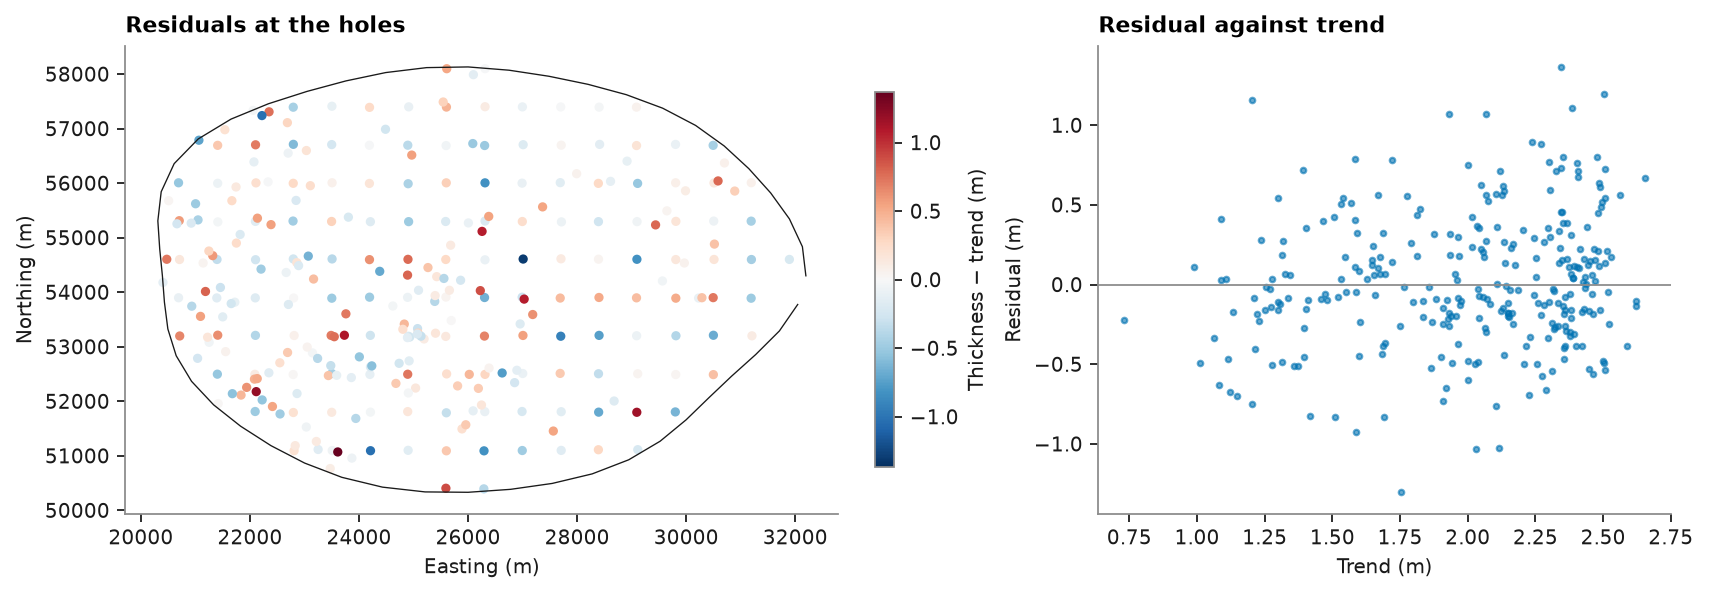 Residuals at the holes
58000
57000
56000
55000
54000
53000
52000
51000
50000
Northing (m)
20000 22000 24000 26000 28000 30000 32000
Easting (m)
1.0
0.5
0.0
−0.5
−1.0
Thickness − trend (m)
Residual against trend
1.0
0.5
0.0
−0.5
−1.0
Residual (m)
0.75 1.00 1.25 1.50 1.75 2.00 2.25 2.50 2.75
Trend (m)